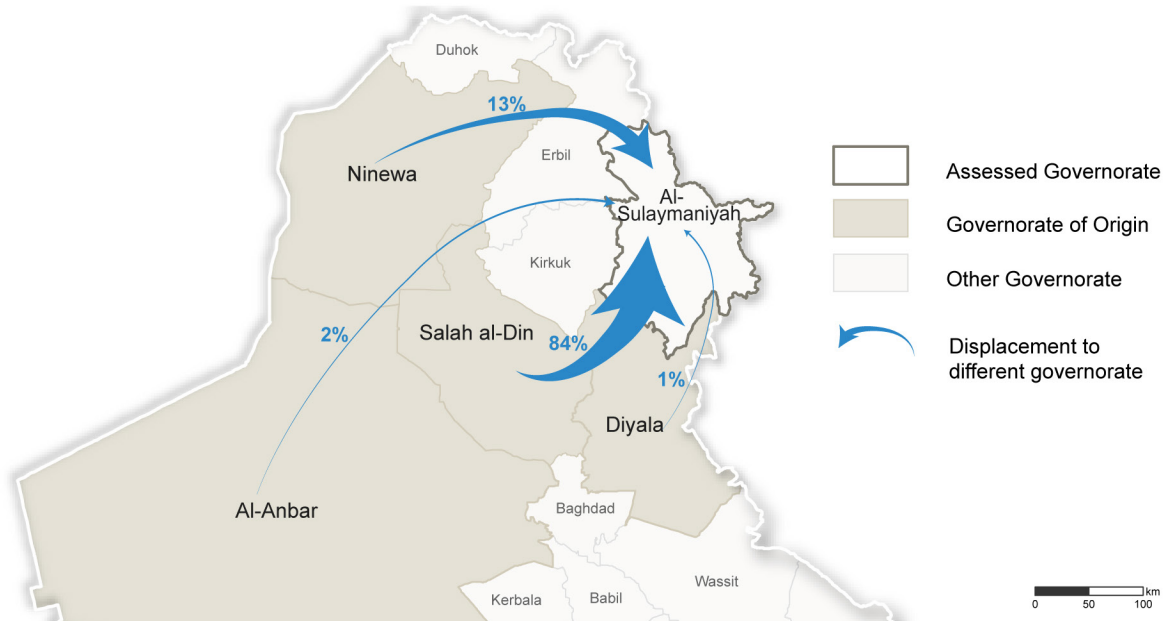 Duhok
13%
Ninewa
Erbil
Al-
Sulaymaniyah
Kirkuk
2%
Salah al-Din
84%
1%
Diyala
Al-Anbar
Baghdad
Wassit
Kerbala
Babil
Assessed Governorate
Governorate of Origin
Other Governorate
Displacement to
different governorate
km
0 50 100